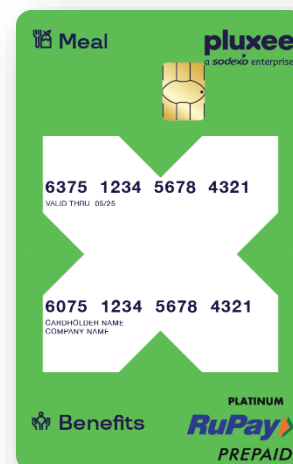 Meal
pluxee
a sodexo enterprise
6375 1234 5678 4321
VALID THRU 05/25
6075 1234 5678 4321
CARDHOLDER NAME
COMPANY NAME
Benefits
PLATINUM
RuPay
PREPAID